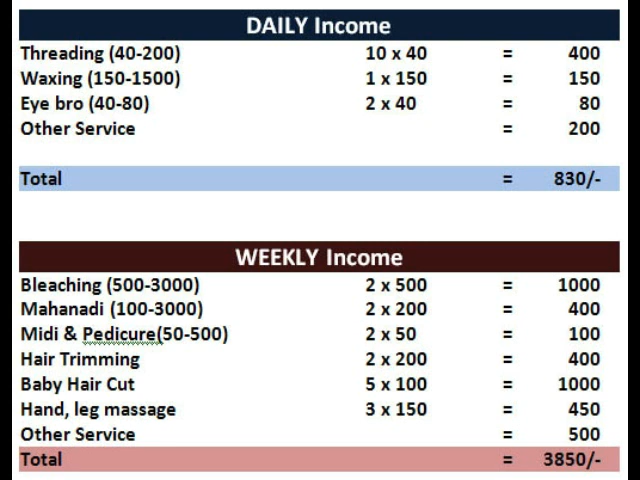 DAILY Income
Threading (40-200) 10 x 40 = 400
Waxing (150-1500) 1 x 150 = 150
Eye bro (40-80) 2 x 40 = 80
Other Service = 200
Total = 830/-
WEEKLY Income
Bleaching (500-3000) 2 x 500 = 1000
Mahanadi (100-3000) 2 x 200 = 400
Midi & Pedicure(50-500) 2 x 50 = 100
Hair Trimming 2 x 200 = 400
Baby Hair Cut 5 x 100 = 1000
Hand, leg massage 3 x 150 = 450
Other Service = 500
Total = 3850/-